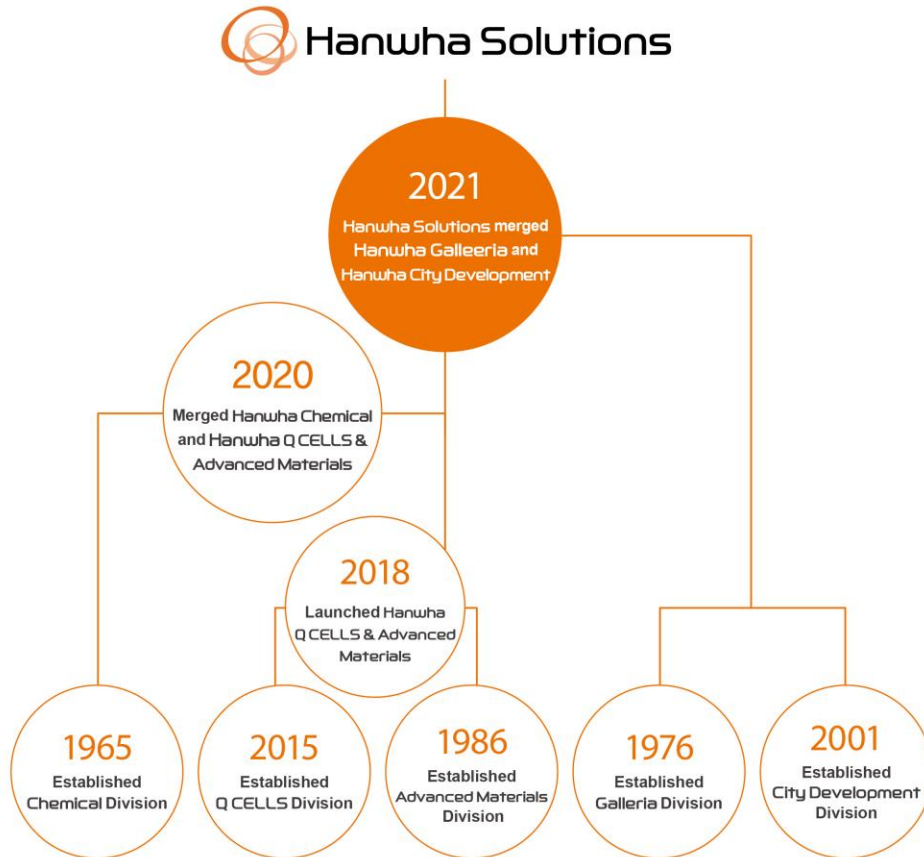 Hanwha Solutions
2021
Hanwha Solutions merged
Hanwha Galleeria and
Hanwha City Development
2020
Merged Hanwha Chemical
and Hanwha Q CELLS &
Advanced Materials
2018
Launched Hanwha
Q CELLS & Advanced
Materials
1965
Established
Chemical Division
2015
Established
Q CELLS Division
1986
Established
Advanced Materials
Division
1976
Established
Galleria Division
2001
Established
City Development
Division